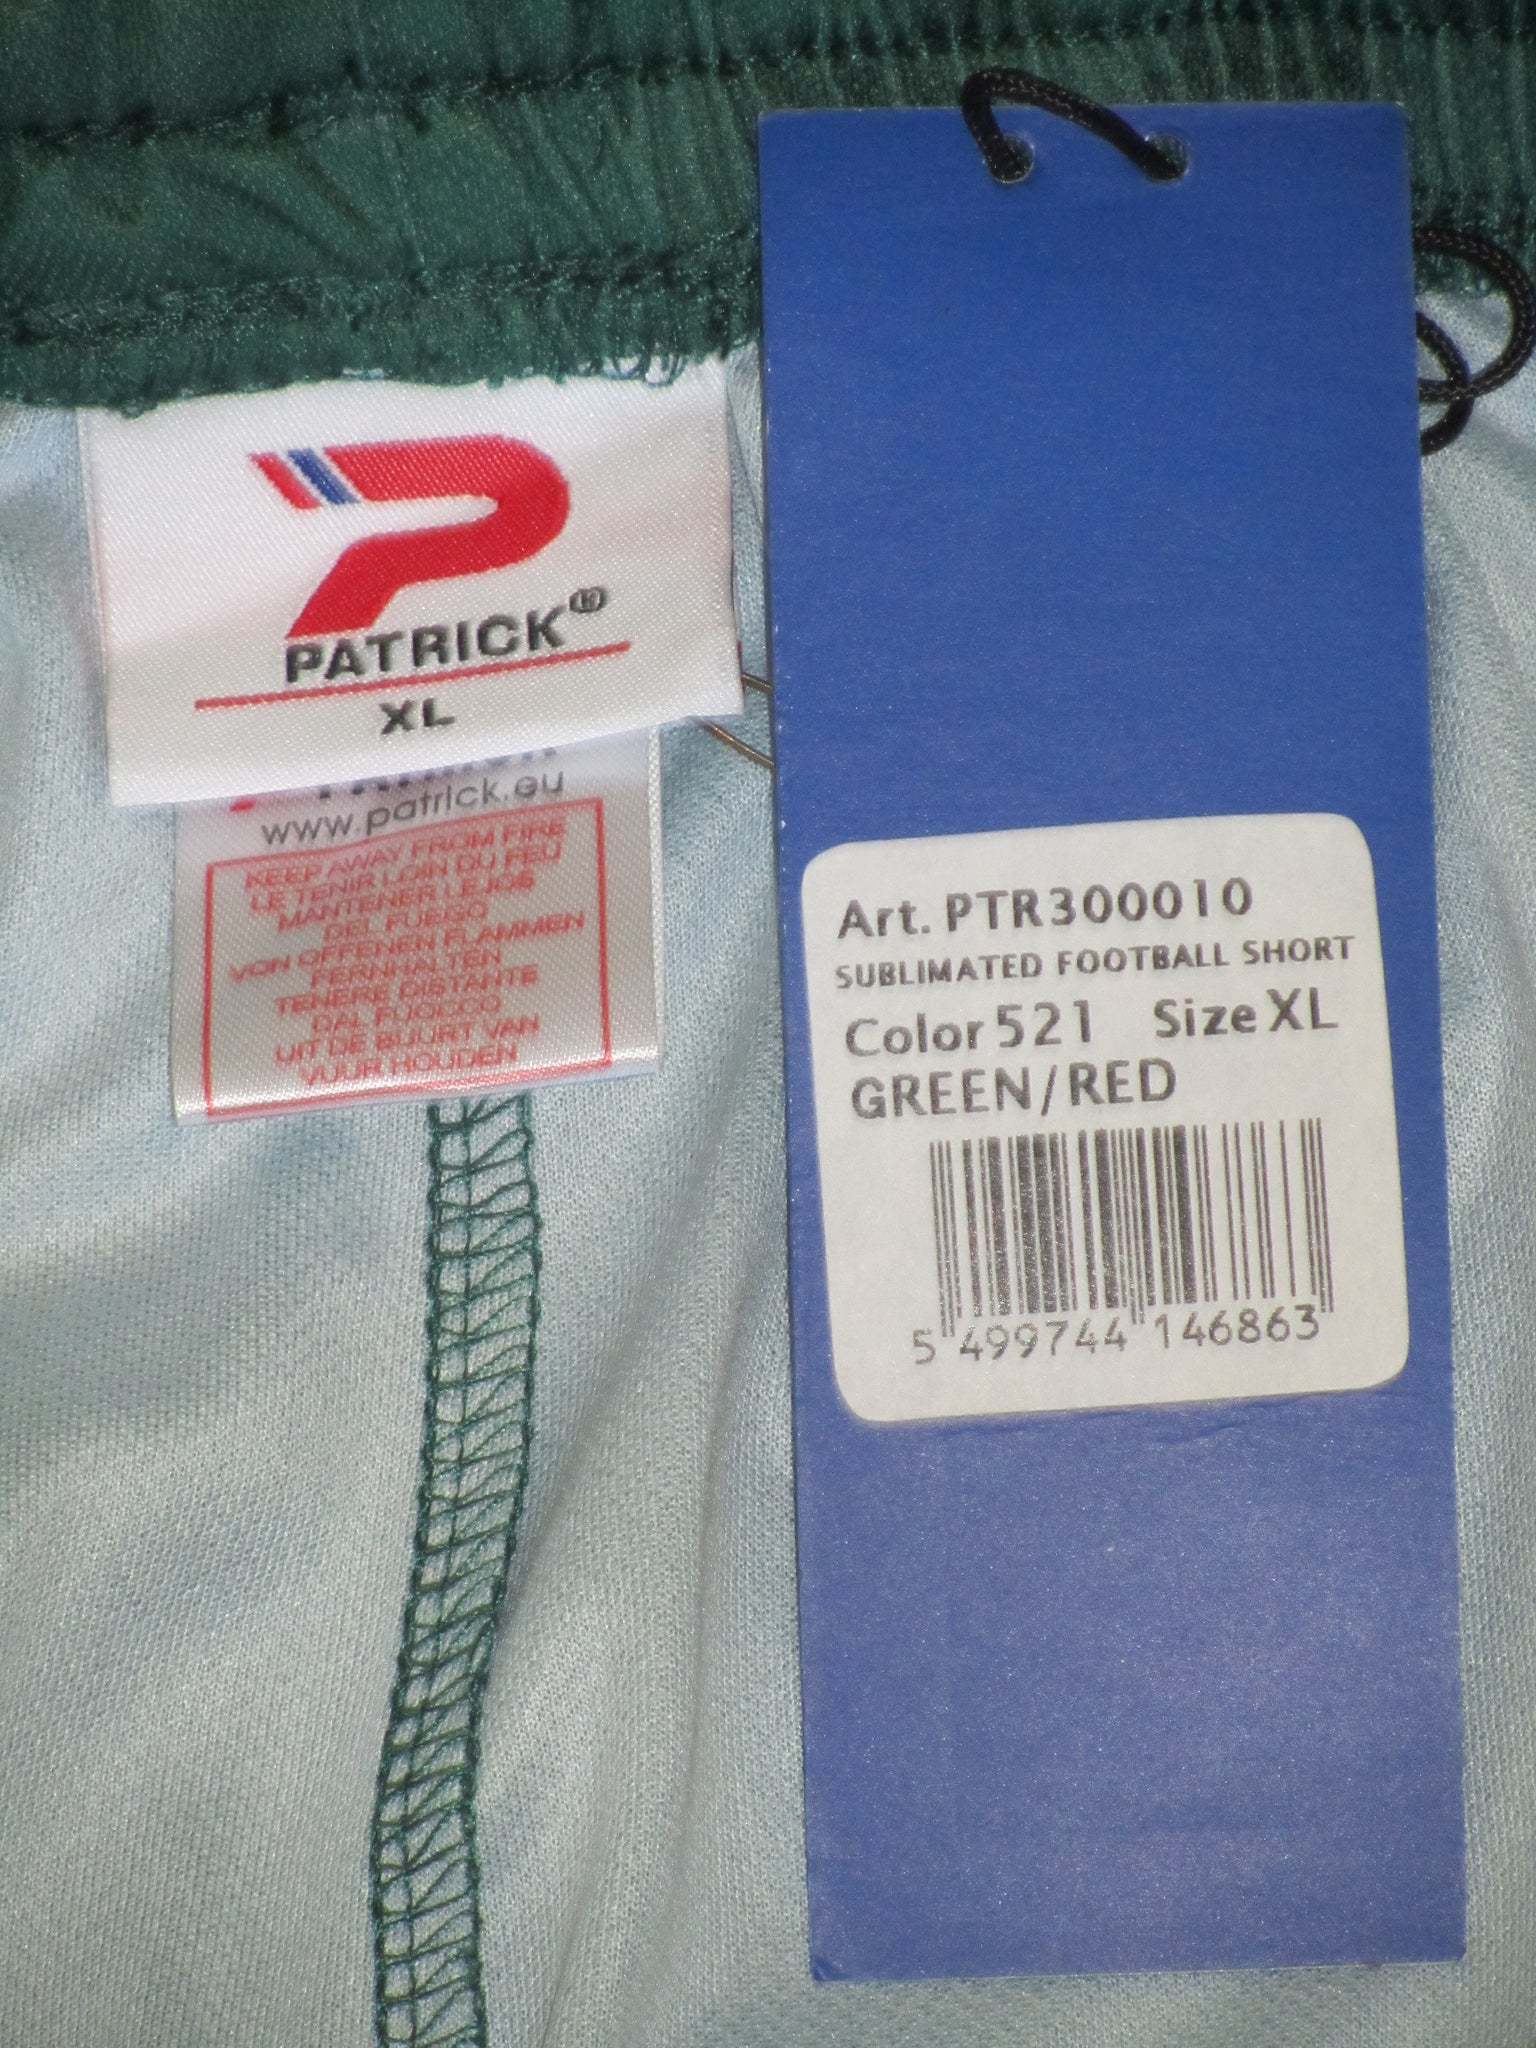 PATRICK®
XL
www.patrick.eu
KEEP AWAY FROM FIRE
LE TENIR LOIN DU FEU
MANTENER LEJOS
DEL FUEGO
VON OFFENEN FLAMMEN
FERNHALTEN
TENERE DISTANTE
DAL FUOCCO
UIT DE BUURT VAN
VUUR HOUDEN
Art. PTR300010
SUBLIMATED FOOTBALL SHORT
Color 521 Size XL
GREEN/RED
5 499744 146863